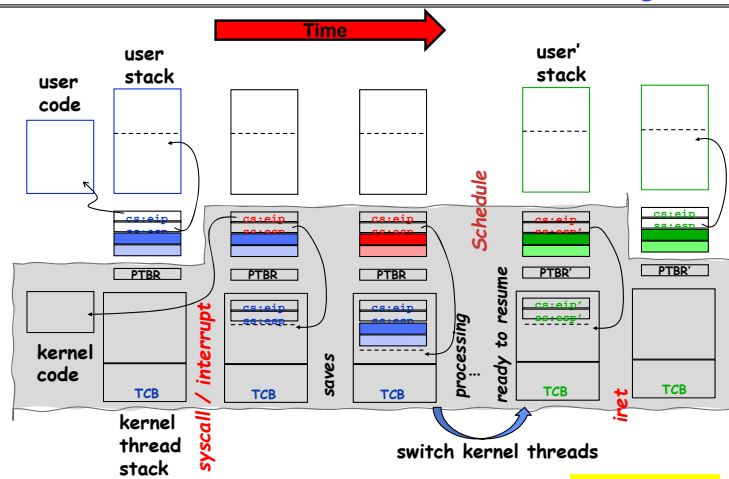 Time
user
stack
user
code
user'
stack
cs:eip
ss:esp
cs:eip
ss:esp
cs:eip
ss:esp
cs:eip
ss:esp'
cs:eip
ss:esp
Schedule
PTBR
PTBR
PTBR
PTBR'
PTBR'
cs:eip
ss:esp
cs:eip
ss:esp
cs:eip'
ss:esp'
kernel
code
syscall / interrupt
saves
processing
...
ready to resume
iret
TCB
TCB
TCB
TCB
TCB
kernel
thread
stack
switch kernel threads